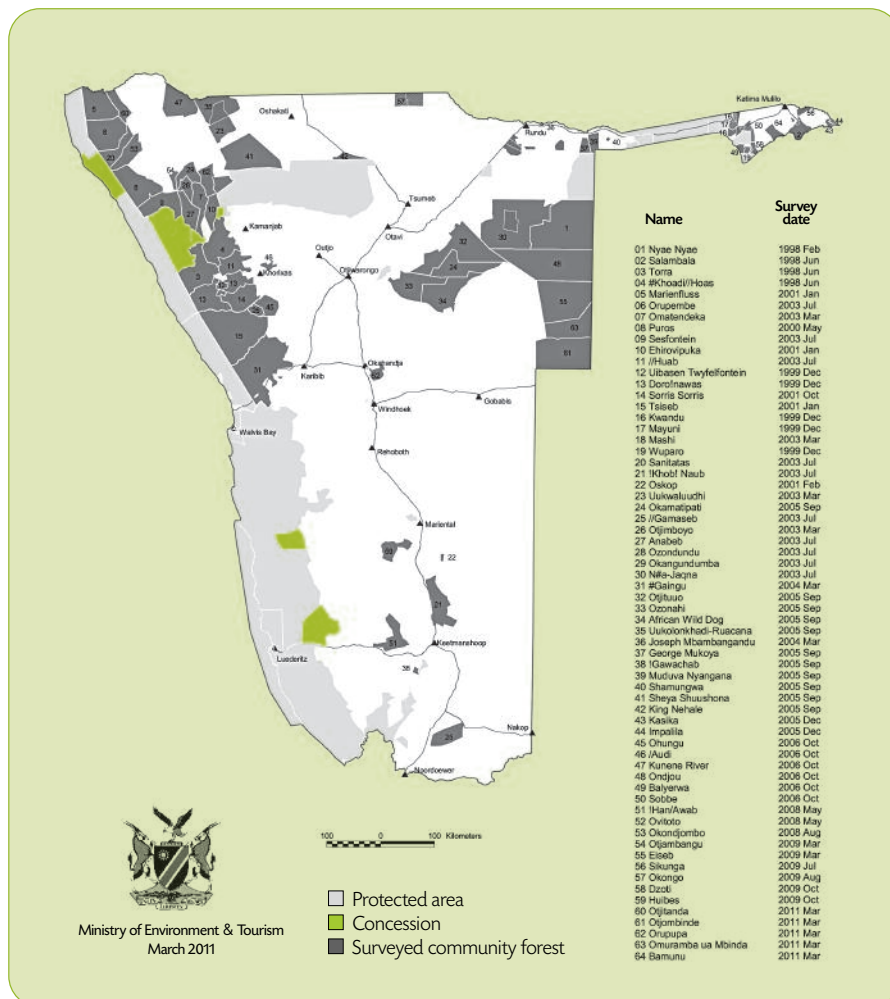 Oshakati
Katima Mulilo
Rundu
Tsumeb
Otavi
Kamanjab
Outjo
Otjiwarongo
Khorixas
Okahandja
Karibib
Gobabis
Windhoek
Walvis Bay
Rehoboth
Mariental
Keetmanshoop
Luederitz
Nakop
Noordoewer
Name
Survey date
01 Nyae Nyae 1998 Feb
02 Salambala 1998 Jun
03 Torra 1998 Jun
04 #Khoadi//Hoas 1998 Jun
05 Marienfluss 2001 Jan
06 Orupembe 2003 Jul
07 Omatendeka 2003 Mar
08 Puros 2000 May
09 Sesfontein 2003 Jul
10 Ehirovipuka 2001 Jan
11 //Huab 2003 Jul
12 Uibasen Twyfelfontein 1999 Dec
13 Doro!nawas 1999 Dec
14 Sorris Sorris 2001 Oct
15 Tsiseb 2001 Jan
16 Kwandu 1999 Dec
17 Mayuni 1999 Dec
18 Mashi 2003 Mar
19 Wuparo 1999 Dec
20 Sanitatas 2003 Jul
21 !Khob! Naub 2003 Jul
22 Oskop 2001 Feb
23 Uukwaluudhi 2003 Mar
24 Okamatipati 2005 Sep
25 //Gamaseb 2003 Jul
26 Otjimboyo 2003 Mar
27 Anabeb 2003 Jul
28 Ozondundu 2003 Jul
29 Okangundumba 2003 Jul
30 N#a-Jaqna 2003 Jul
31 #Gaingu 2004 Mar
32 Otjituuo 2005 Sep
33 Ozonahi 2005 Sep
34 African Wild Dog 2005 Sep
35 Uukolonkhadi-Ruacana 2005 Sep
36 Joseph Mbambangandu 2004 Mar
37 George Mukoya 2005 Sep
38 !Gawachab 2005 Sep
39 Muduva Nyangana 2005 Sep
40 Shamungwa 2005 Sep
41 Sheya Shuushona 2005 Sep
42 King Nehale 2005 Sep
43 Kasika 2005 Dec
44 Impalila 2005 Dec
45 Ohungu 2006 Oct
46 /Audi 2006 Oct
47 Kunene River 2006 Oct
48 Ondjou 2006 Oct
49 Balyerwa 2006 Oct
50 Sobbe 2006 Oct
51 !Han/Awab 2008 May
52 Ovitoto 2008 May
53 Okondjombo 2008 Aug
54 Otjambangu 2009 Mar
55 Eiseb 2009 Mar
56 Sikunga 2009 Jul
57 Okongo 2009 Aug
58 Dzoti 2009 Oct
59 Huibes 2009 Oct
60 Otjitanda 2011 Mar
61 Otjombinde 2011 Mar
62 Orupupa 2011 Mar
63 Omuramba ua Mbinda 2011 Mar
64 Bamunu 2011 Mar
100 0 100 Kilometers
Protected area
Concession
Surveyed community forest
Ministry of Environment & Tourism
March 2011